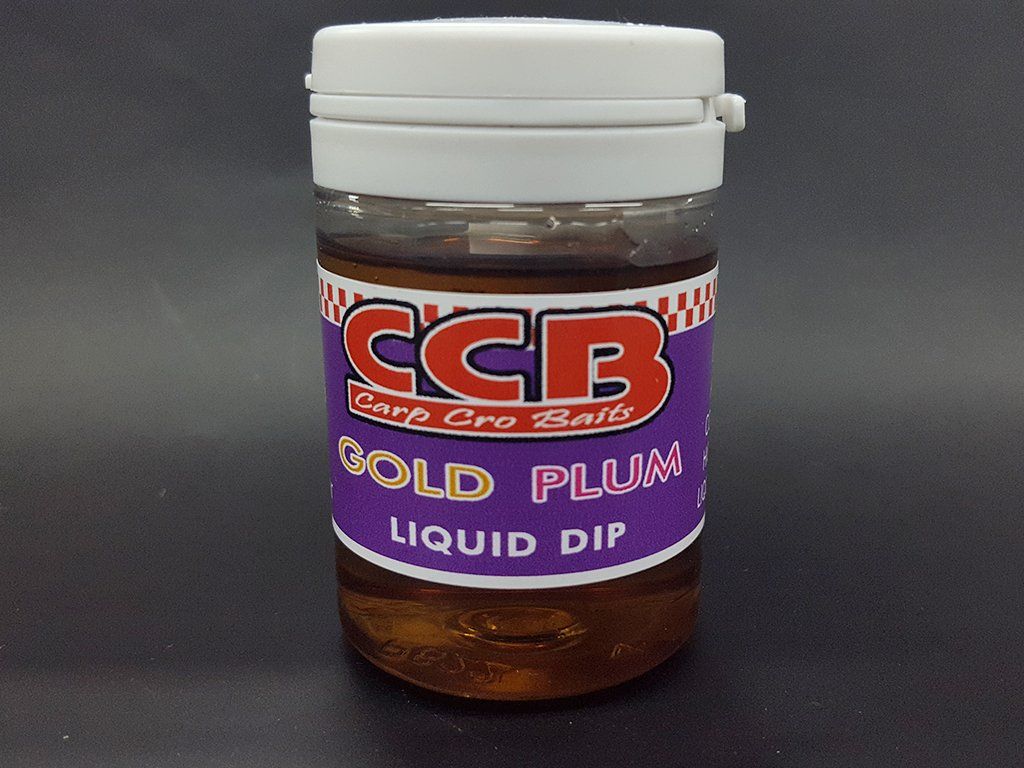 CCB
Carp Cro Baits
GOLD PLUM
LIQUID DIP